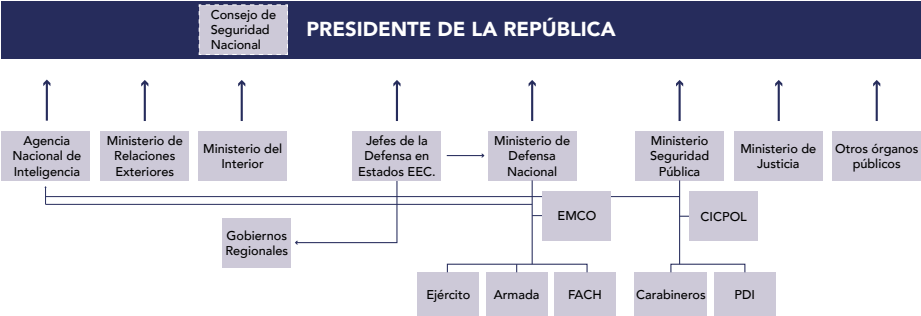 Consejo de
Seguridad
Nacional
PRESIDENTE DE LA REPÚBLICA
Agencia
Nacional de
Inteligencia
Ministerio de
Relaciones
Exteriores
Ministerio del
Interior
Jefes de la
Defensa en
Estados EEC.
Ministerio de
Defensa
Nacional
Ministerio
Seguridad
Pública
Ministerio
de Justicia
Otros órganos
públicos
EMCO
CICPOL
Gobiernos
Regionales
Ejército
Armada
FACH
Carabineros
PDI